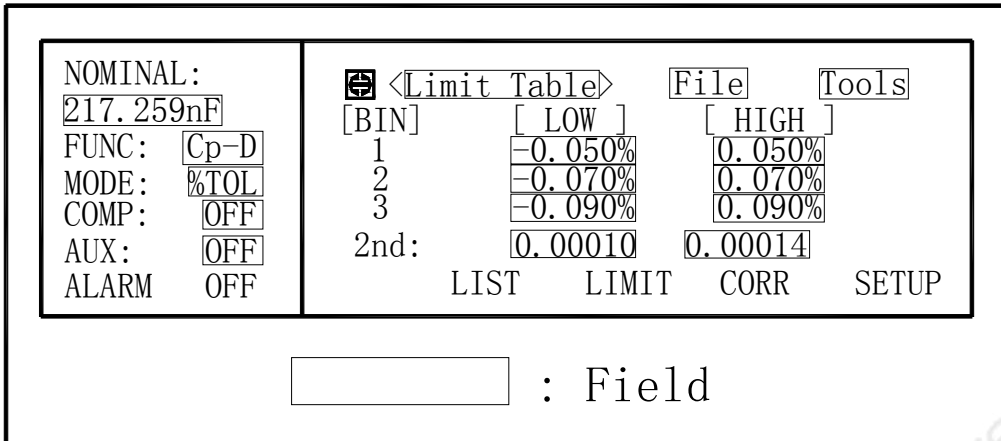 NOMINAL:
217.259nF
FUNC: Cp-D
MODE: %TOL
COMP: OFF
AUX: OFF
ALARM OFF
<Limit Table> File Tools
[BIN] [ LOW ] [ HIGH ]
1 -0.050% 0.050%
2 -0.070% 0.070%
3 -0.090% 0.090%
2nd: 0.00010 0.00014
LIST LIMIT CORR SETUP
: Field